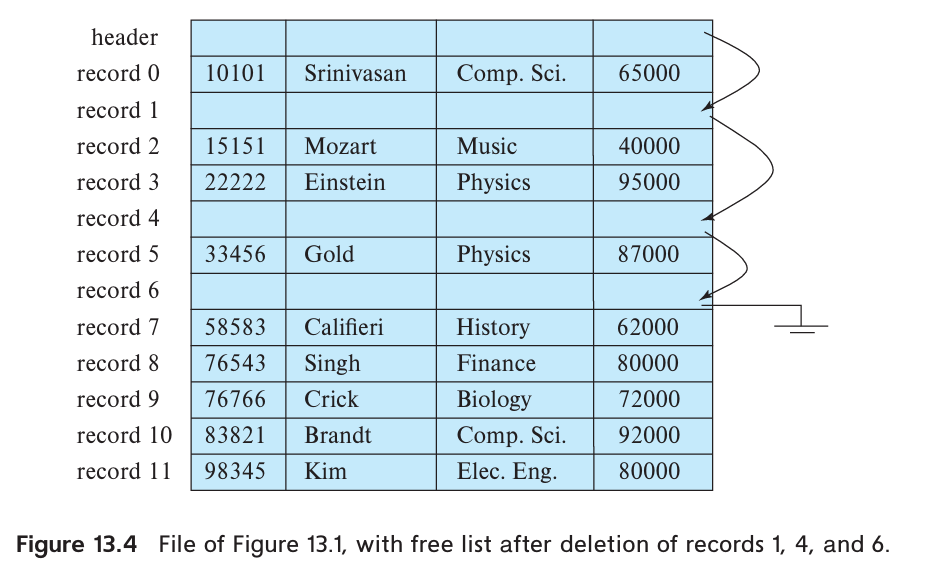 header
record 0 10101 Srinivasan Comp. Sci. 65000
record 1
record 2 15151 Mozart Music 40000
record 3 22222 Einstein Physics 95000
record 4
record 5 33456 Gold Physics 87000
record 6
record 7 58583 Califieri History 62000
record 8 76543 Singh Finance 80000
record 9 76766 Crick Biology 72000
record 10 83821 Brandt Comp. Sci. 92000
record 11 98345 Kim Elec. Eng. 80000
Figure 13.4 File of Figure 13.1, with free list after deletion of records 1, 4, and 6.